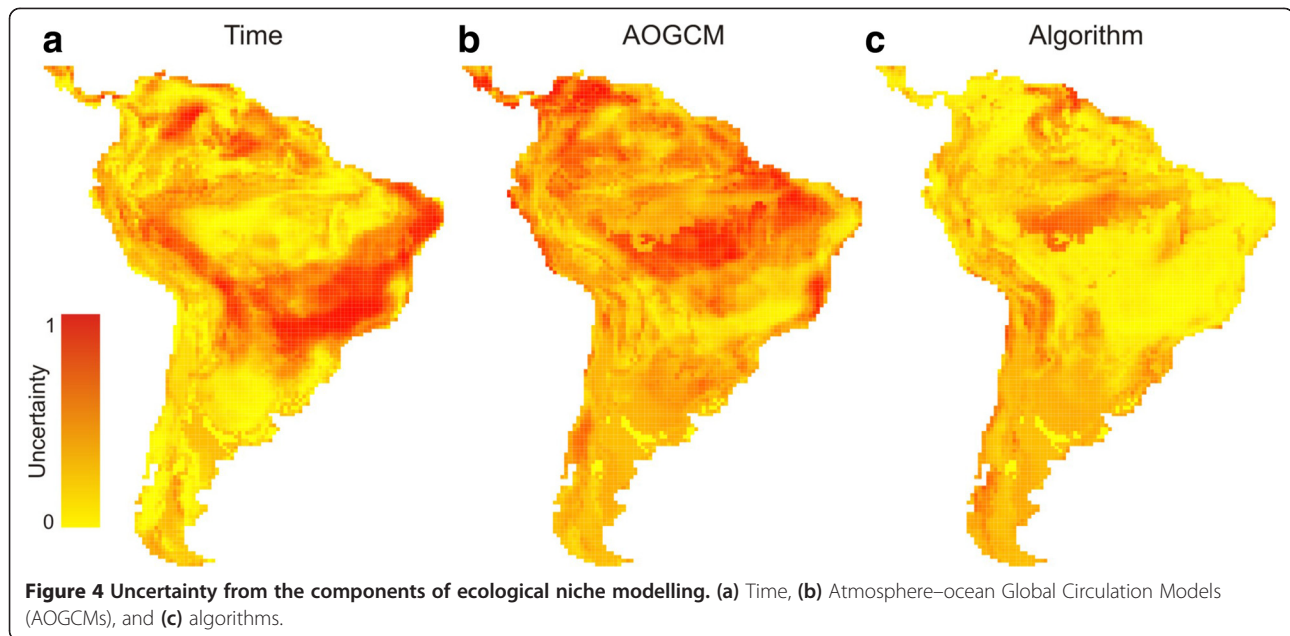 a Time b AOGCM c Algorithm
1
Uncertainty
0
Figure 4 Uncertainty from the components of ecological niche modelling. (a) Time, (b) Atmosphere–ocean Global Circulation Models
(AOGCMs), and (c) algorithms.